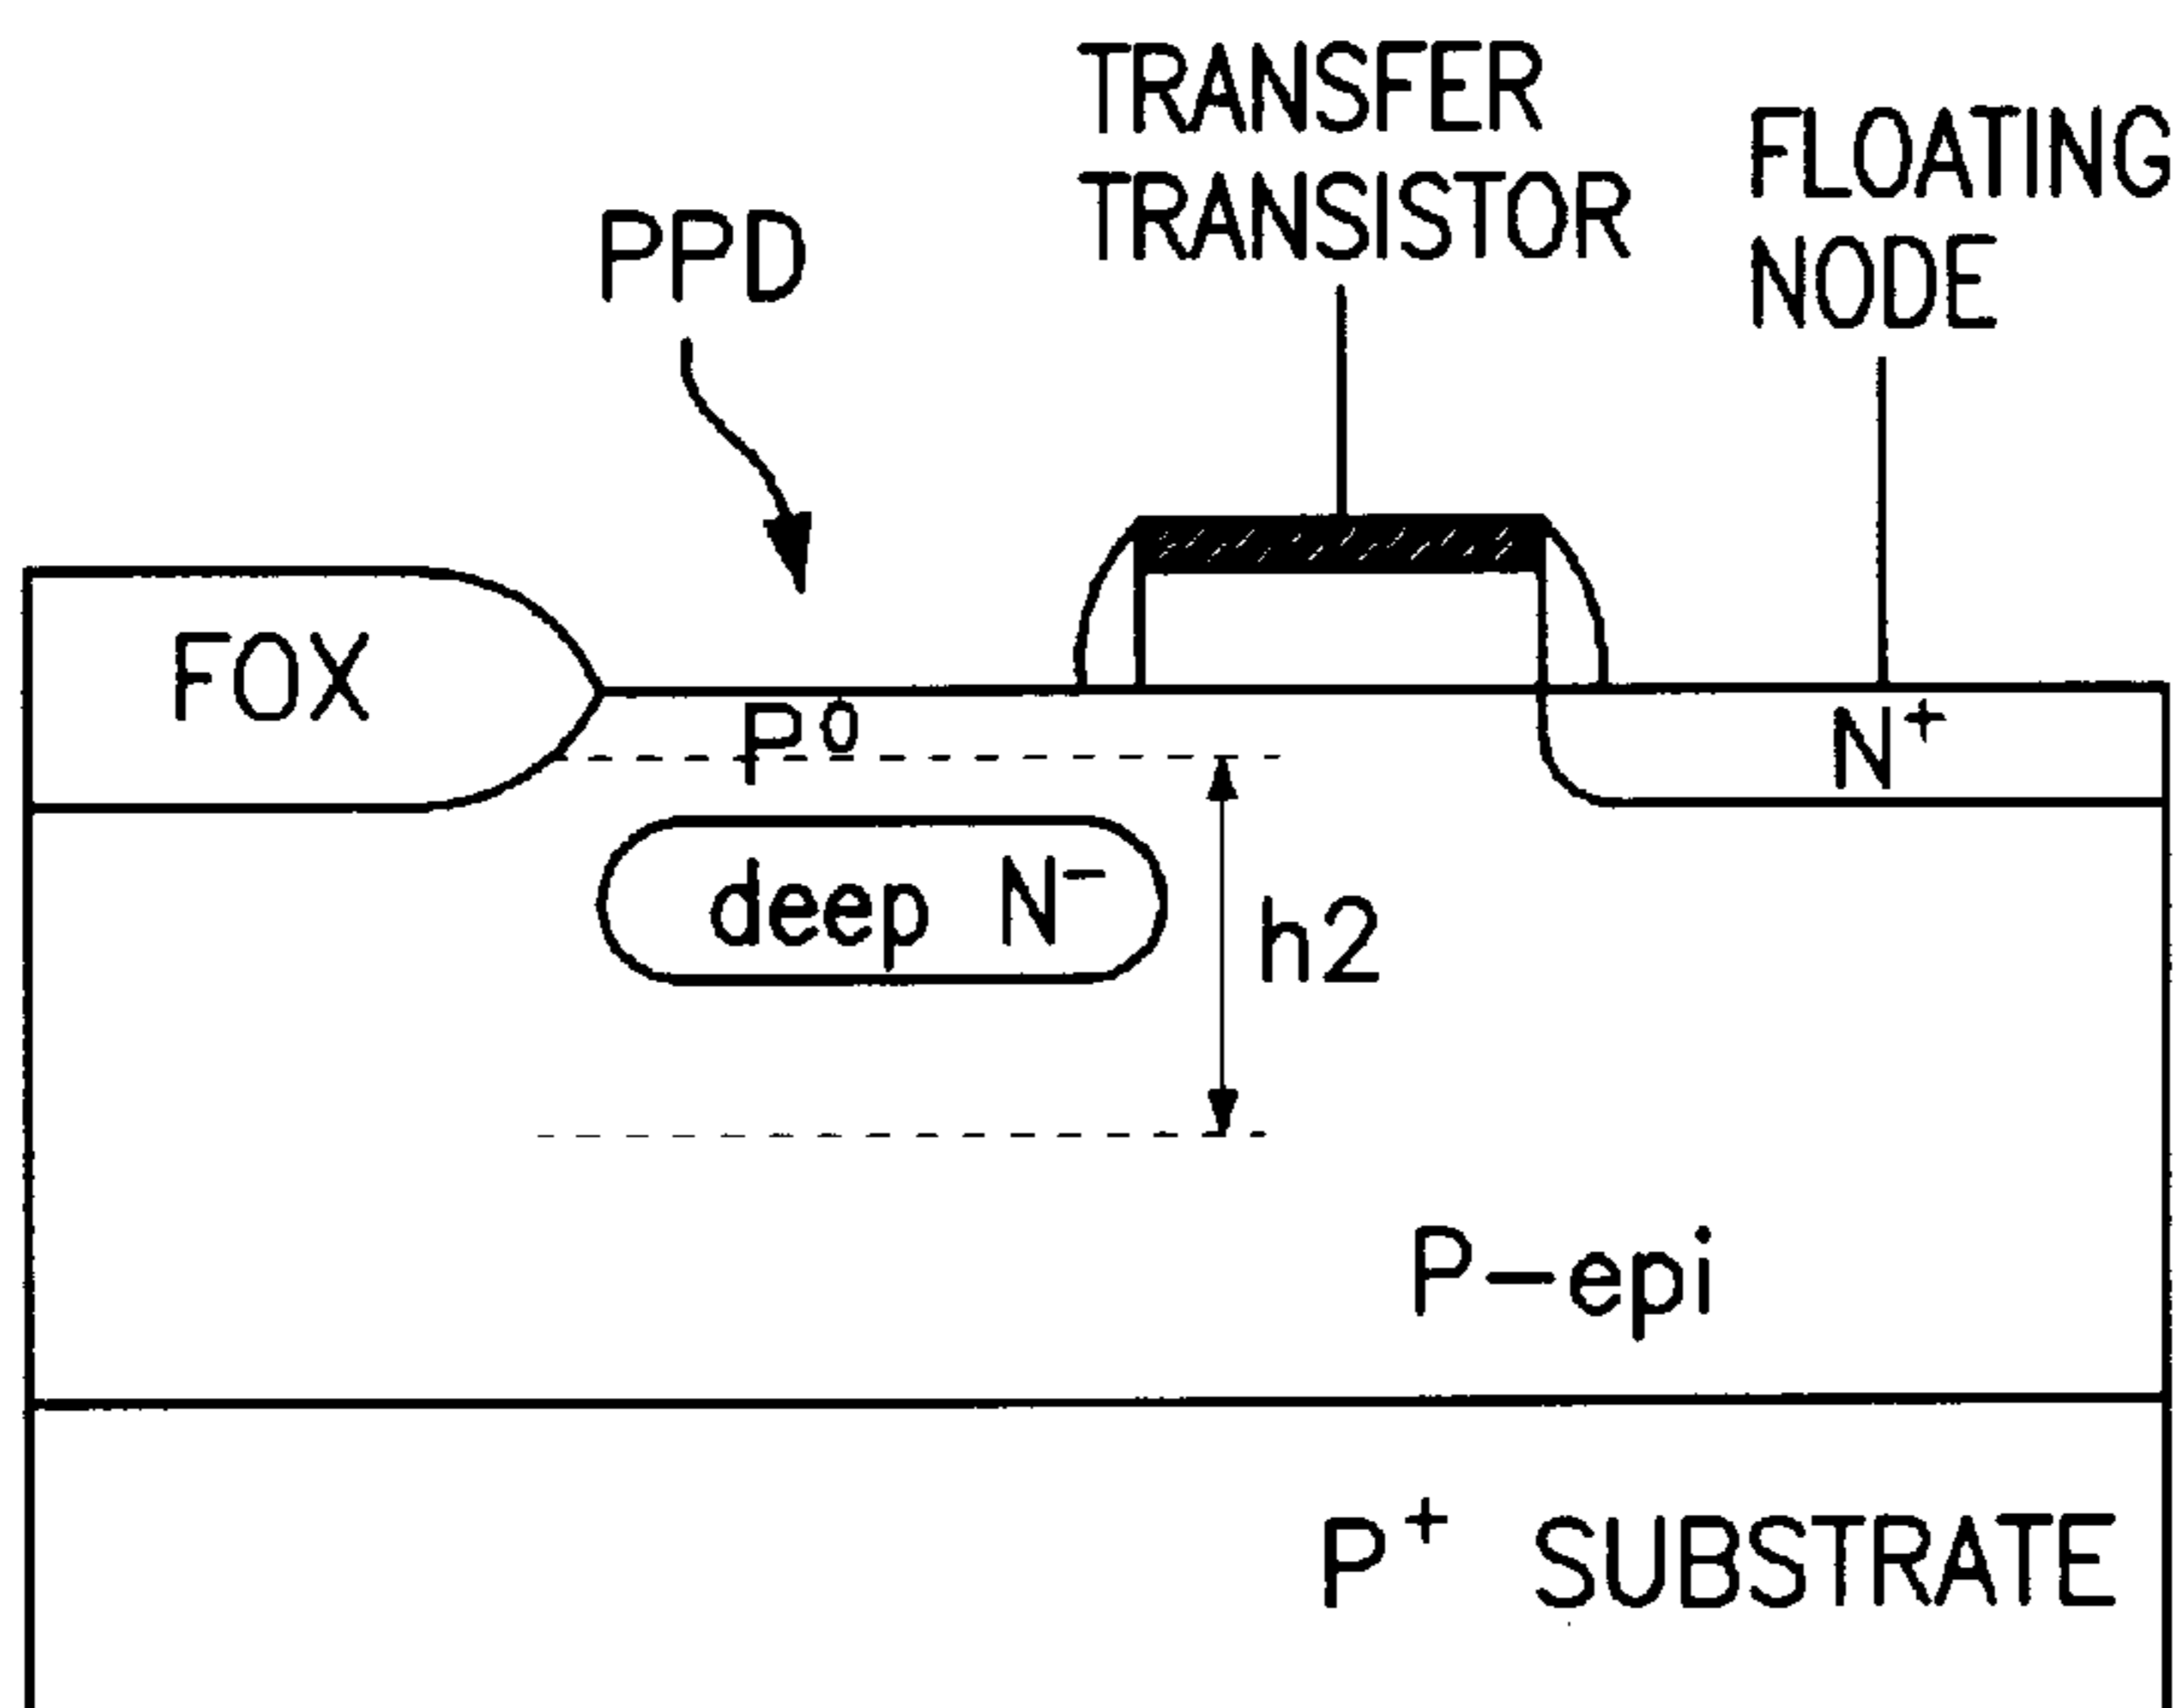 TRANSFER
TRANSISTOR
FLOATING
NODE
PPD
FOX
P⁰
N⁺
deep N⁻
h2
P-epi
P⁺ SUBSTRATE